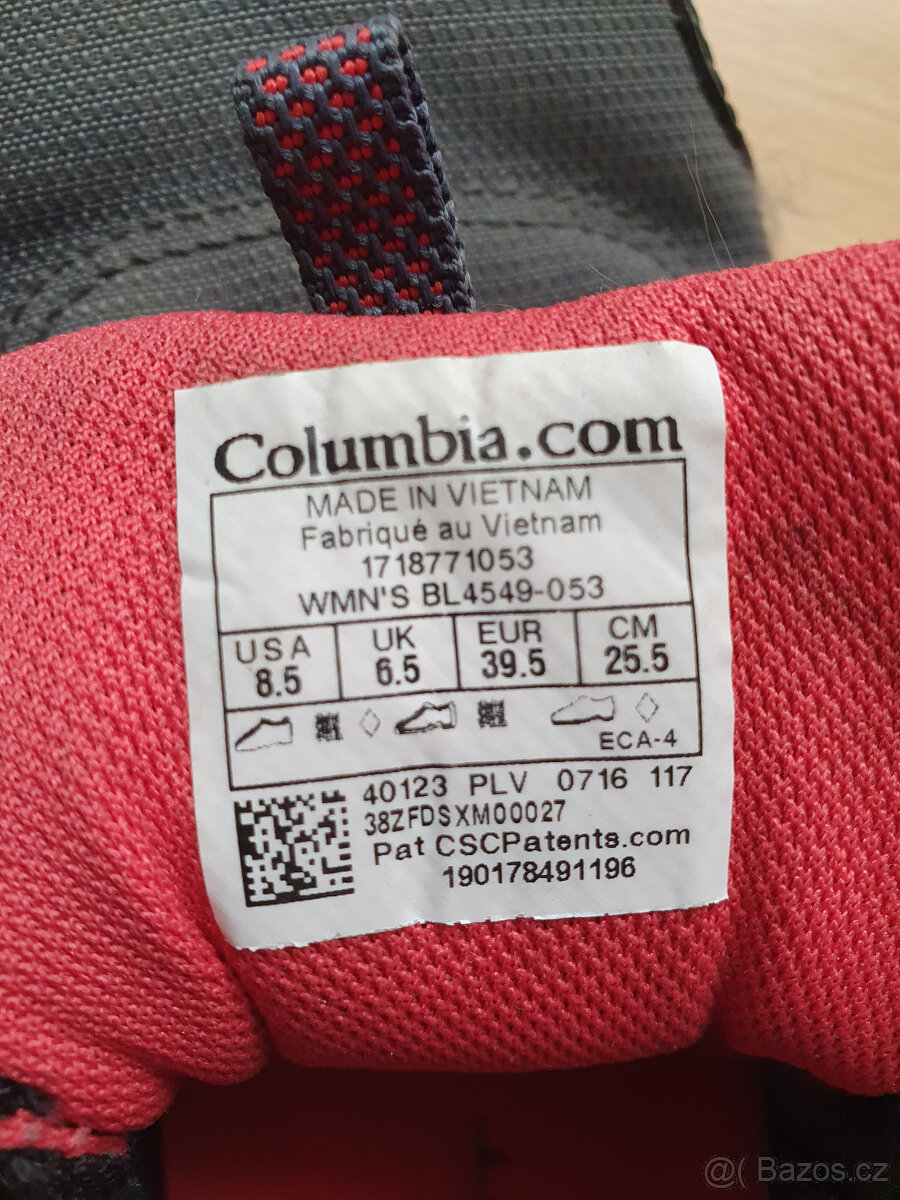 Columbia.com
MADE IN VIETNAM
Fabriqué au Vietnam
1718771053
WMN'S BL4549-053
USA UK EUR CM
8.5 6.5 39.5 25.5
ECA-4
40123 PLV 0716 117
38ZFDSXM00027
Pat CSCPatents.com
190178491196
@( Bazos.cz